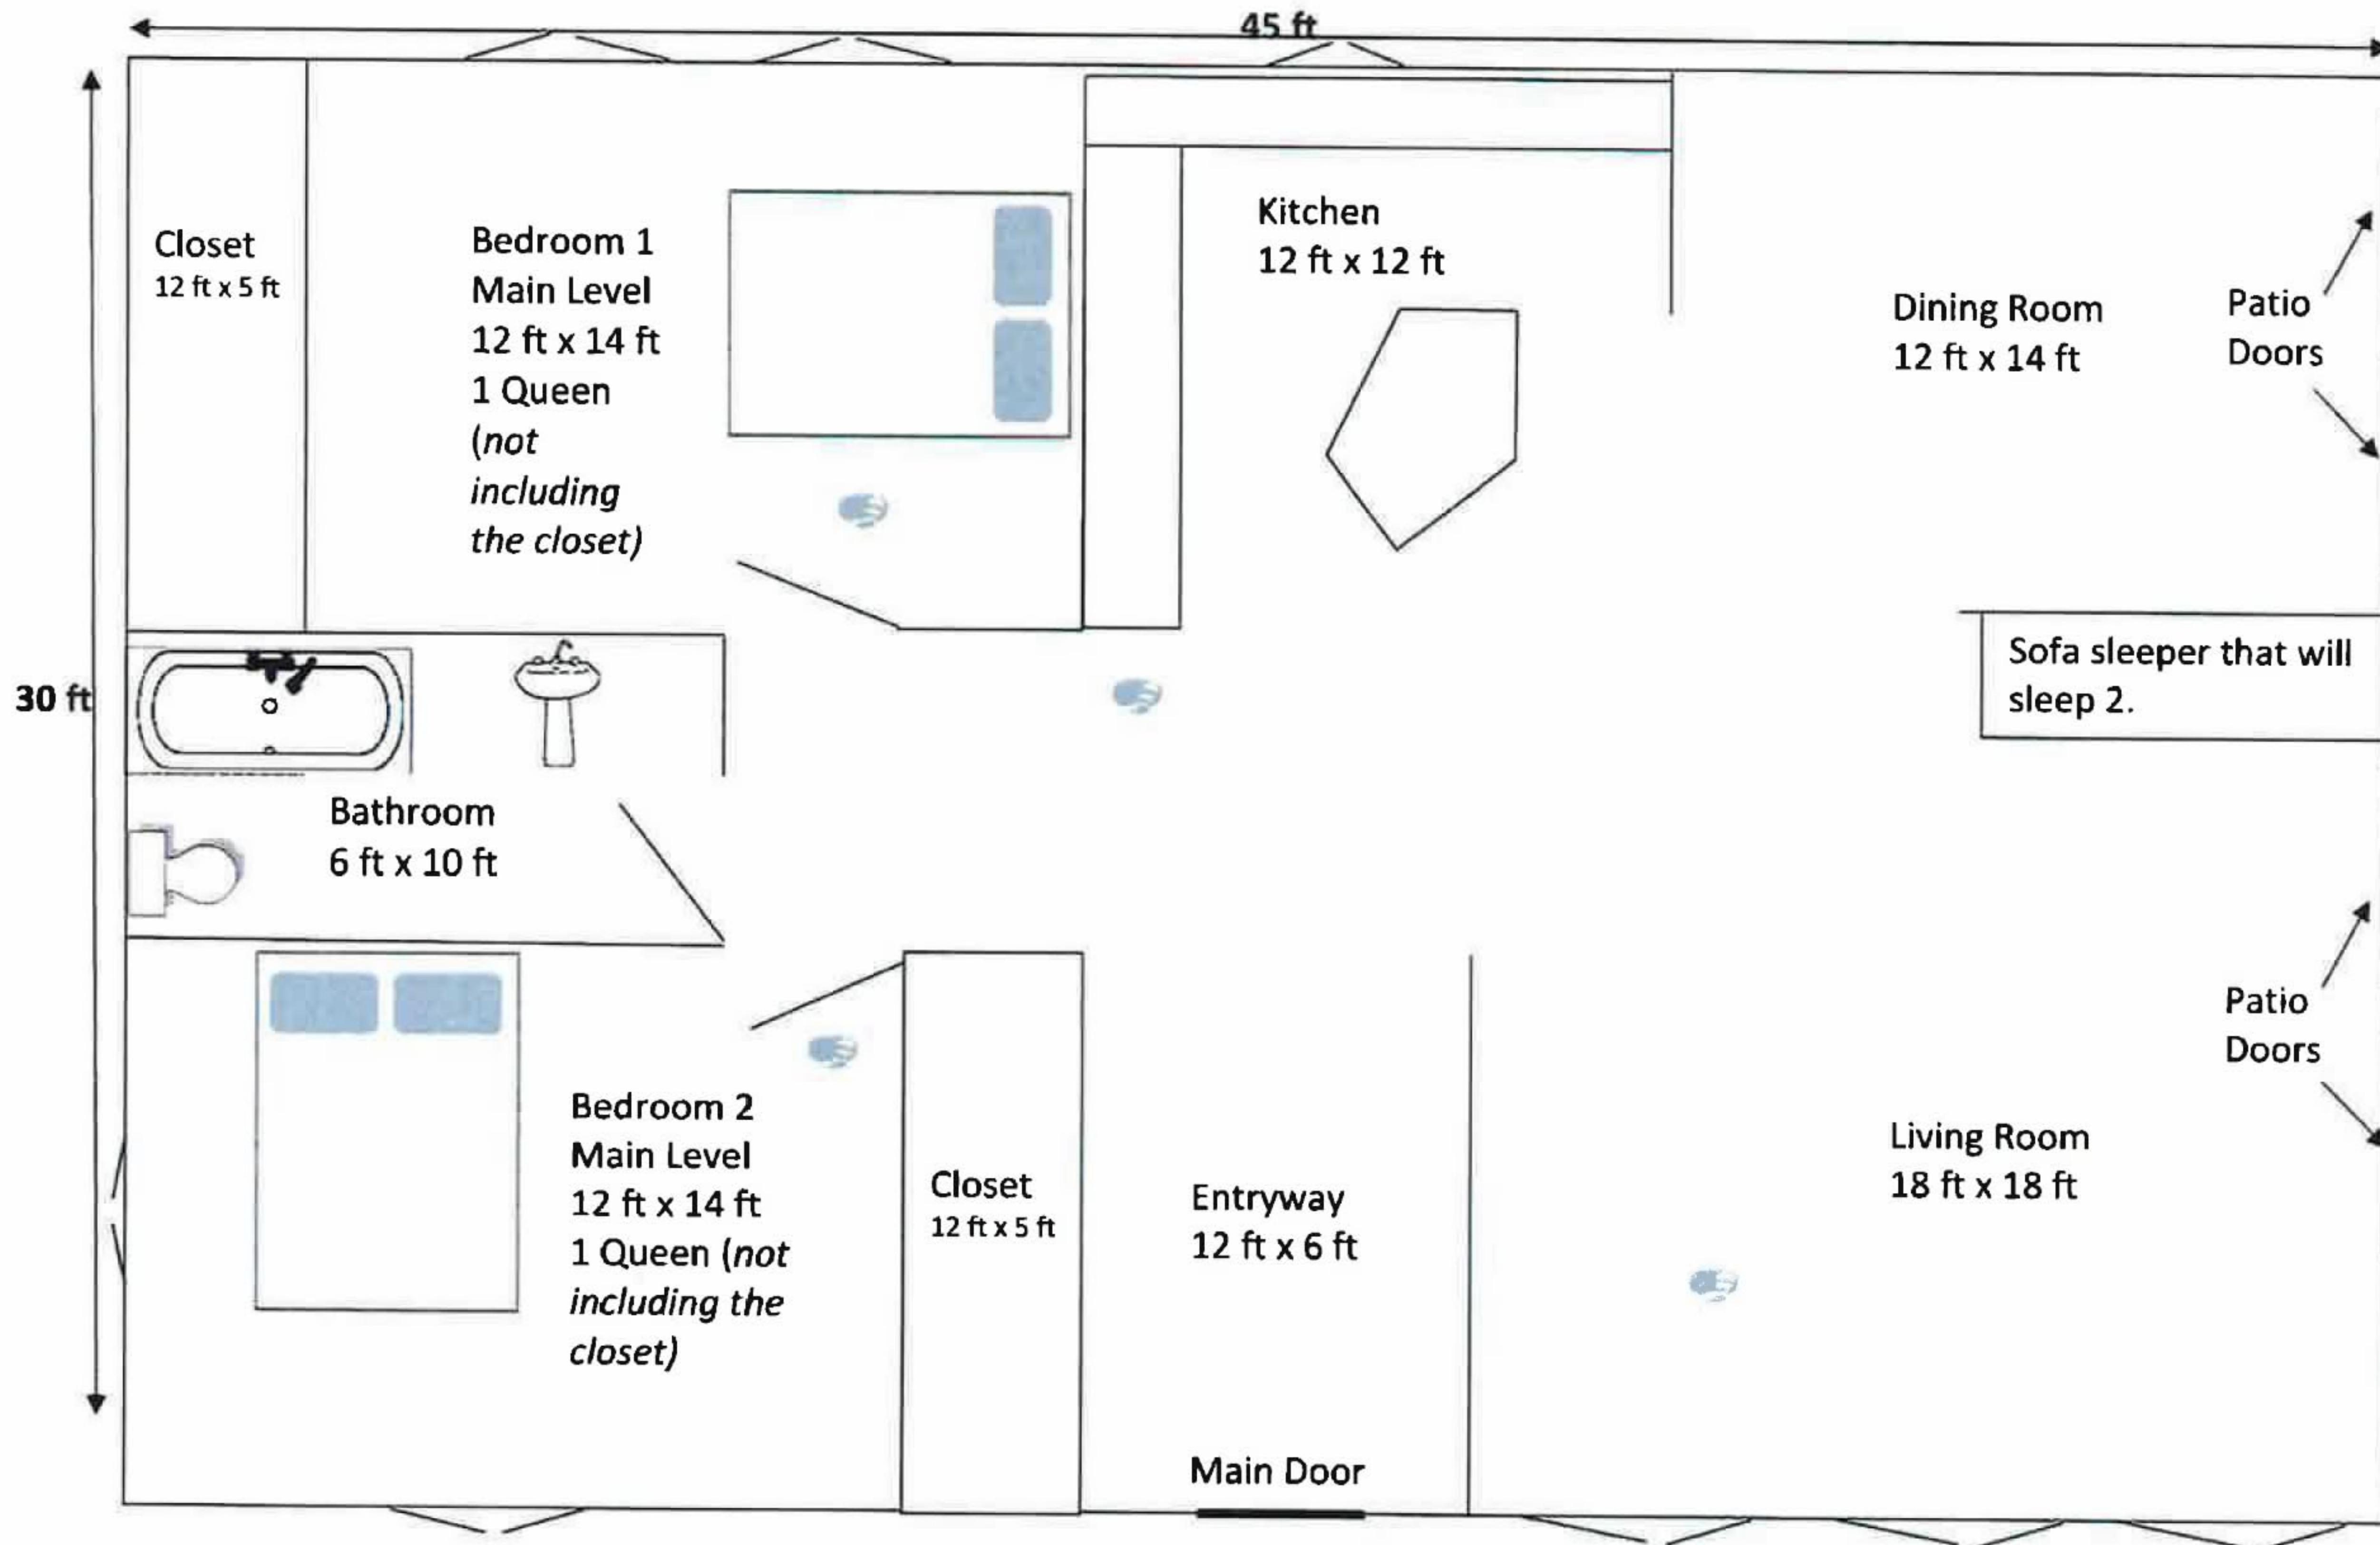 45 ft
30 ft
Closet
12 ft x 5 ft
Bedroom 1
Main Level
12 ft x 14 ft
1 Queen
(not
including
the closet)
Kitchen
12 ft x 12 ft
Dining Room
12 ft x 14 ft
Patio
Doors
Sofa sleeper that will
sleep 2.
Bathroom
6 ft x 10 ft
Bedroom 2
Main Level
12 ft x 14 ft
1 Queen (not
including the
closet)
Closet
12 ft x 5 ft
Entryway
12 ft x 6 ft
Main Door
Living Room
18 ft x 18 ft
Patio
Doors